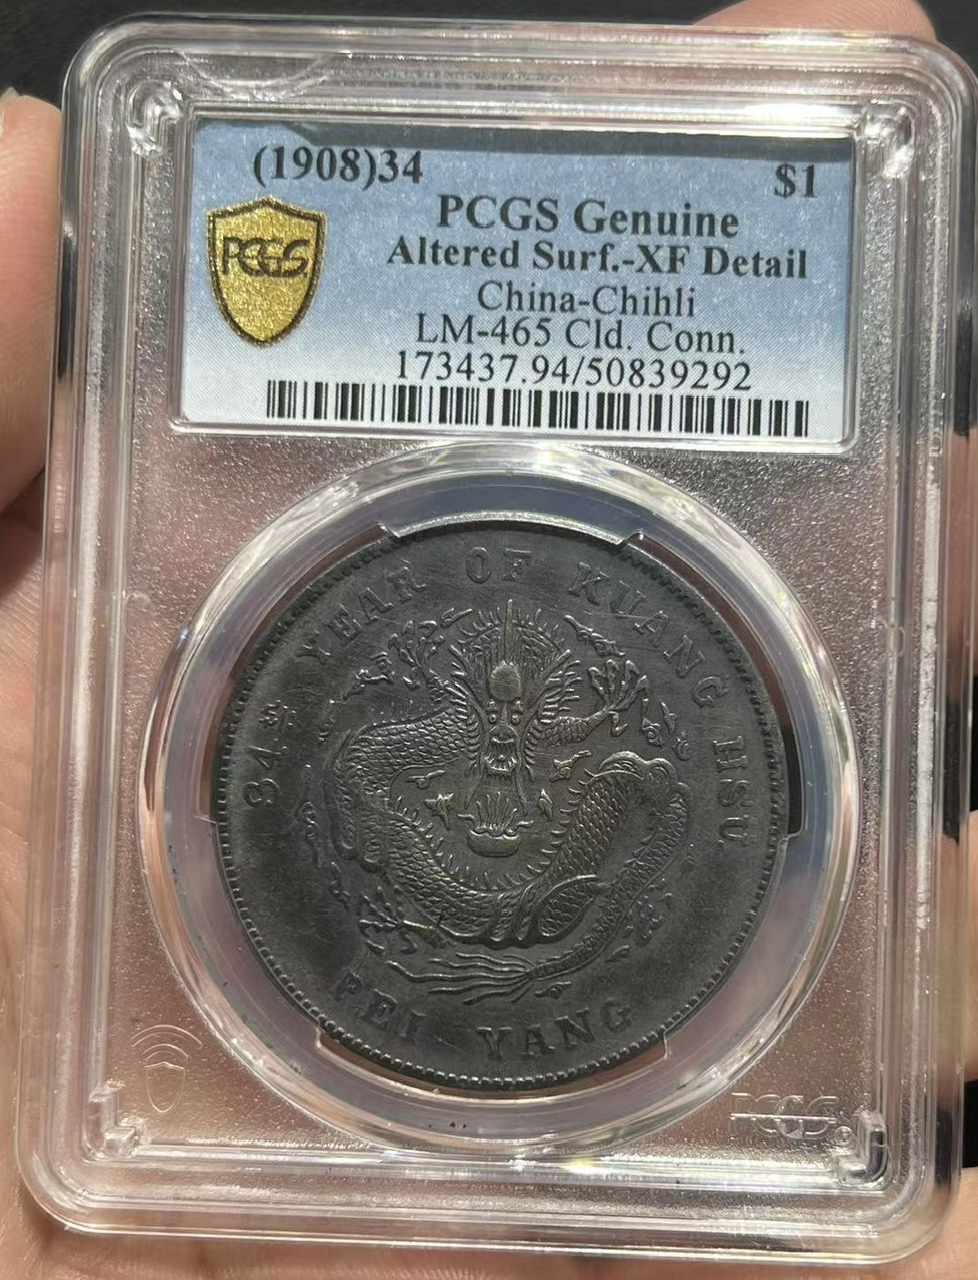 (1908)34 $1
PCGS Genuine
PCGS
Altered Surf.-XF Detail
China-Chihli
LM-465 Cld. Conn.
173437.94/50839292
34TH YEAR OF KUANG HSU
PEI YANG
PCGS